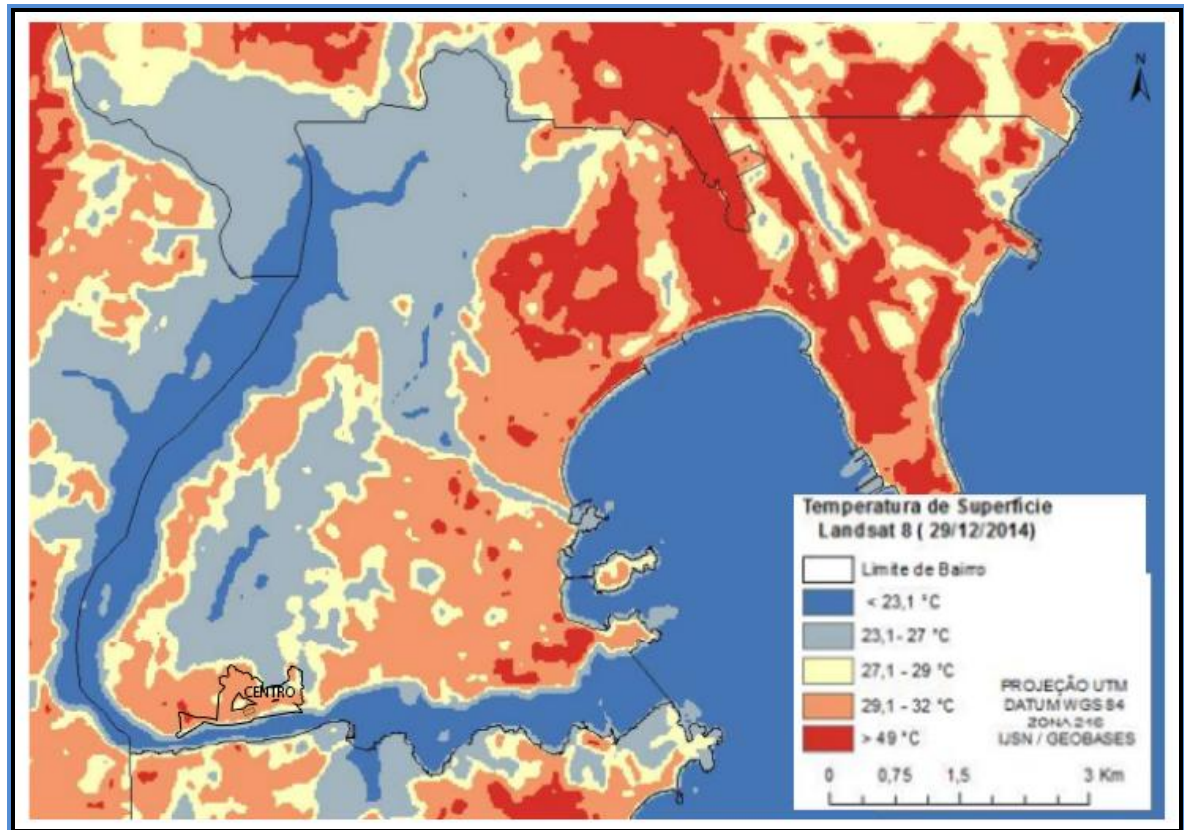 N
CENTRO
Temperatura de Superfície
Landsat 8 ( 29/12/2014)
Limite de Bairro
< 23,1 °C
23,1- 27 °C
27,1 - 29 °C
29,1 - 32 °C
> 49 °C
PROJEÇÃO UTM
DATUM WGS 84
ZONA
IJSN / GEOBASES
0 0,75 1,5 3 Km